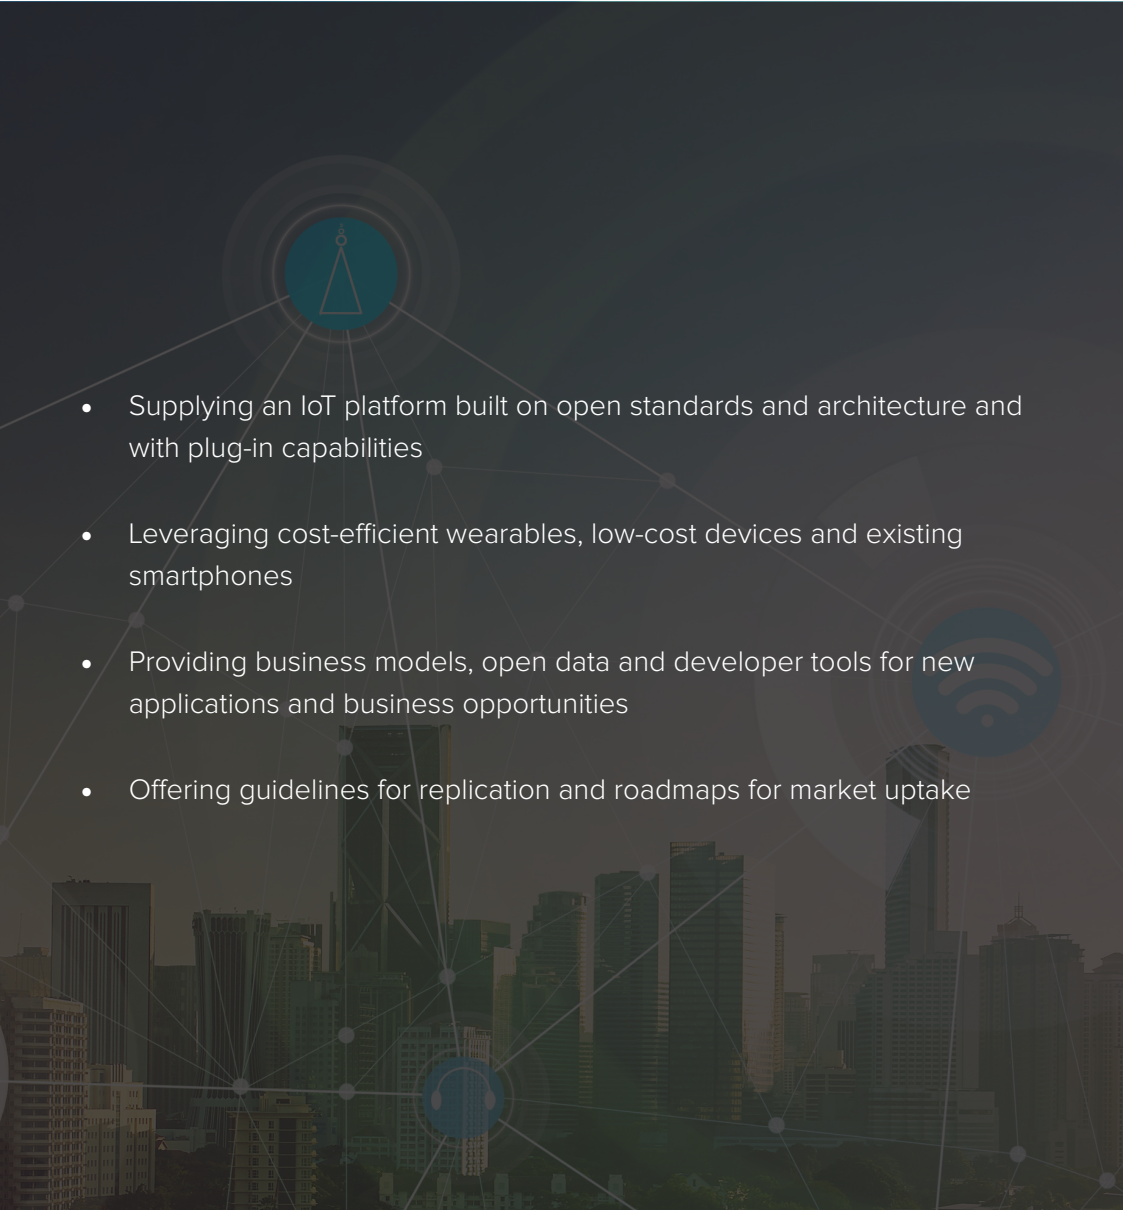 • Supplying an IoT platform built on open standards and architecture and
with plug-in capabilities
• Leveraging cost-efficient wearables, low-cost devices and existing
smartphones
• Providing business models, open data and developer tools for new
applications and business opportunities
• Offering guidelines for replication and roadmaps for market uptake